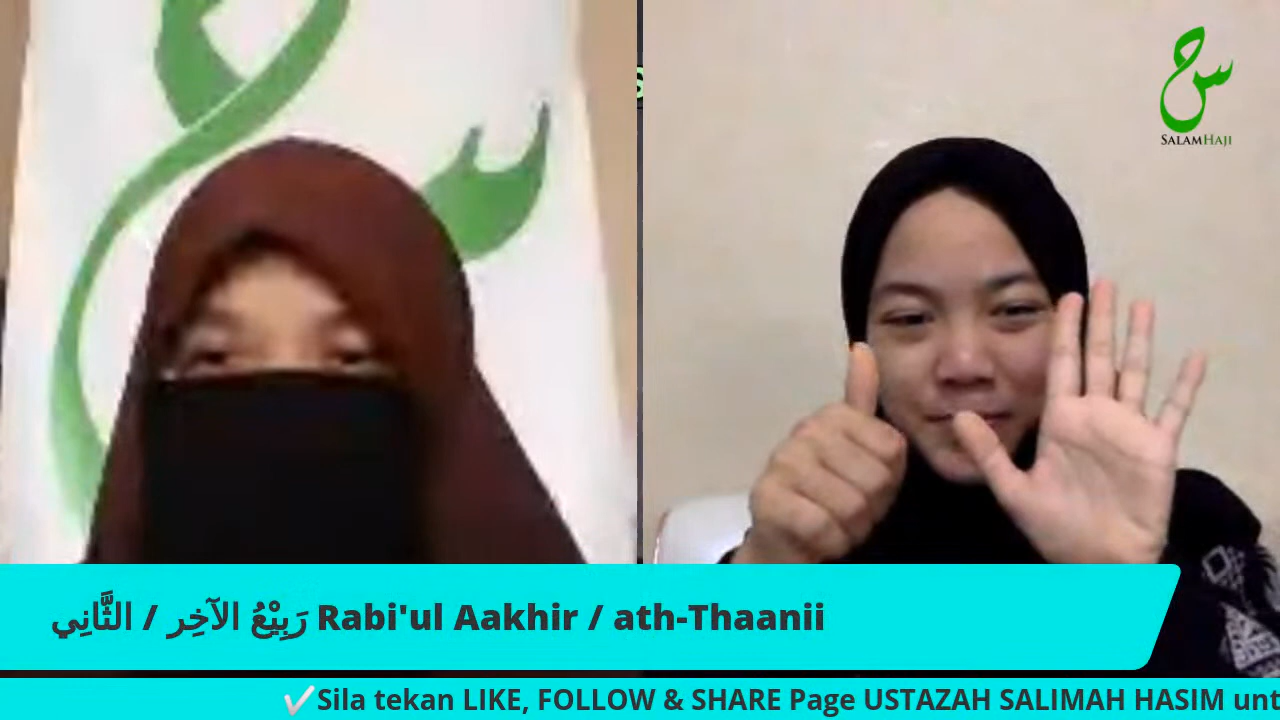 SALAMHAJI
رَبِيْعُ الآخِر / الثَّانِي Rabi'ul Aakhir / ath-Thaanii
✔Sila tekan LIKE, FOLLOW & SHARE Page USTAZAH SALIMAH HASIM unt